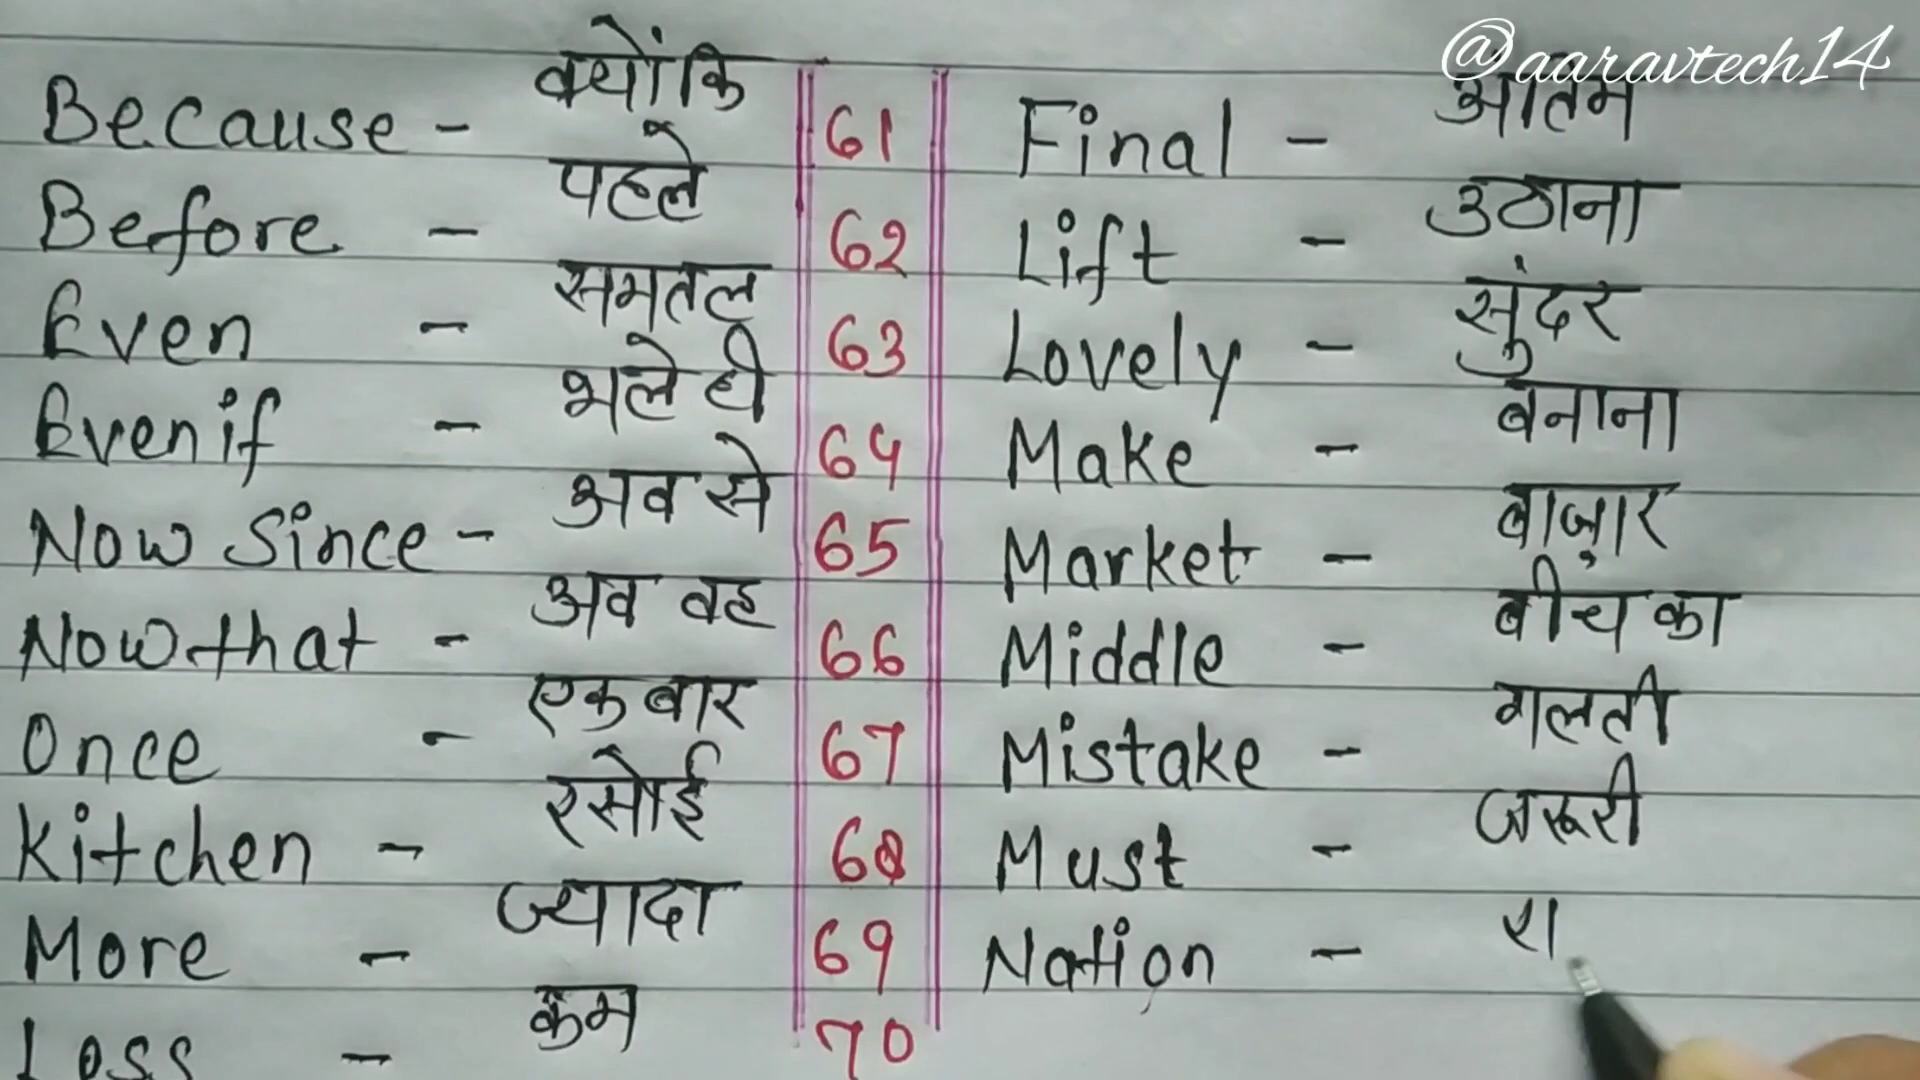 @aaravtech14
Because - क्योंकि 61 Final - अंतिम
Before - पहले 62 Lift - उठाना
Even - समतल 63 Lovely - सुंदर
Even if - भले ही 64 Make - बनाना
Now Since - अब से 65 Market - बाज़ार
Now that - अब वह 66 Middle - बीच का
Once - एक बार 67 Mistake - गलती
Kitchen - रसोई 68 Must - जरूरी
More - ज्यादा 69 Nation - रा
Loss - कम 70